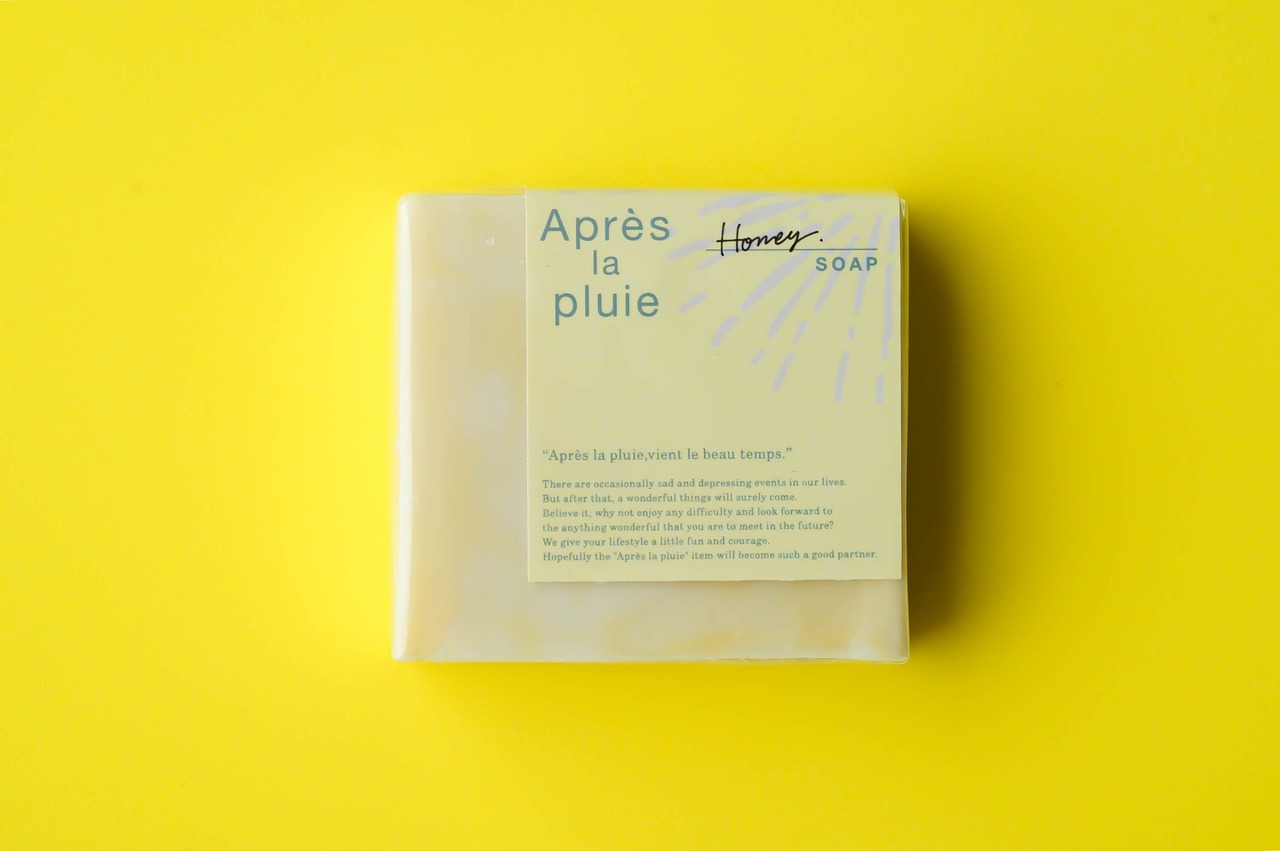 Après
la
pluie
Honey.
SOAP
“Après la pluie,vient le beau temps.”
There are occasionally sad and depressing events in our lives.
But after that, a wonderful things will surely come.
Believe it, why not enjoy any difficulty and look forward to
the anything wonderful that you are to meet in the future?
We give your lifestyle a little fun and courage.
Hopefully the "Après la pluie" item will become such a good partner.